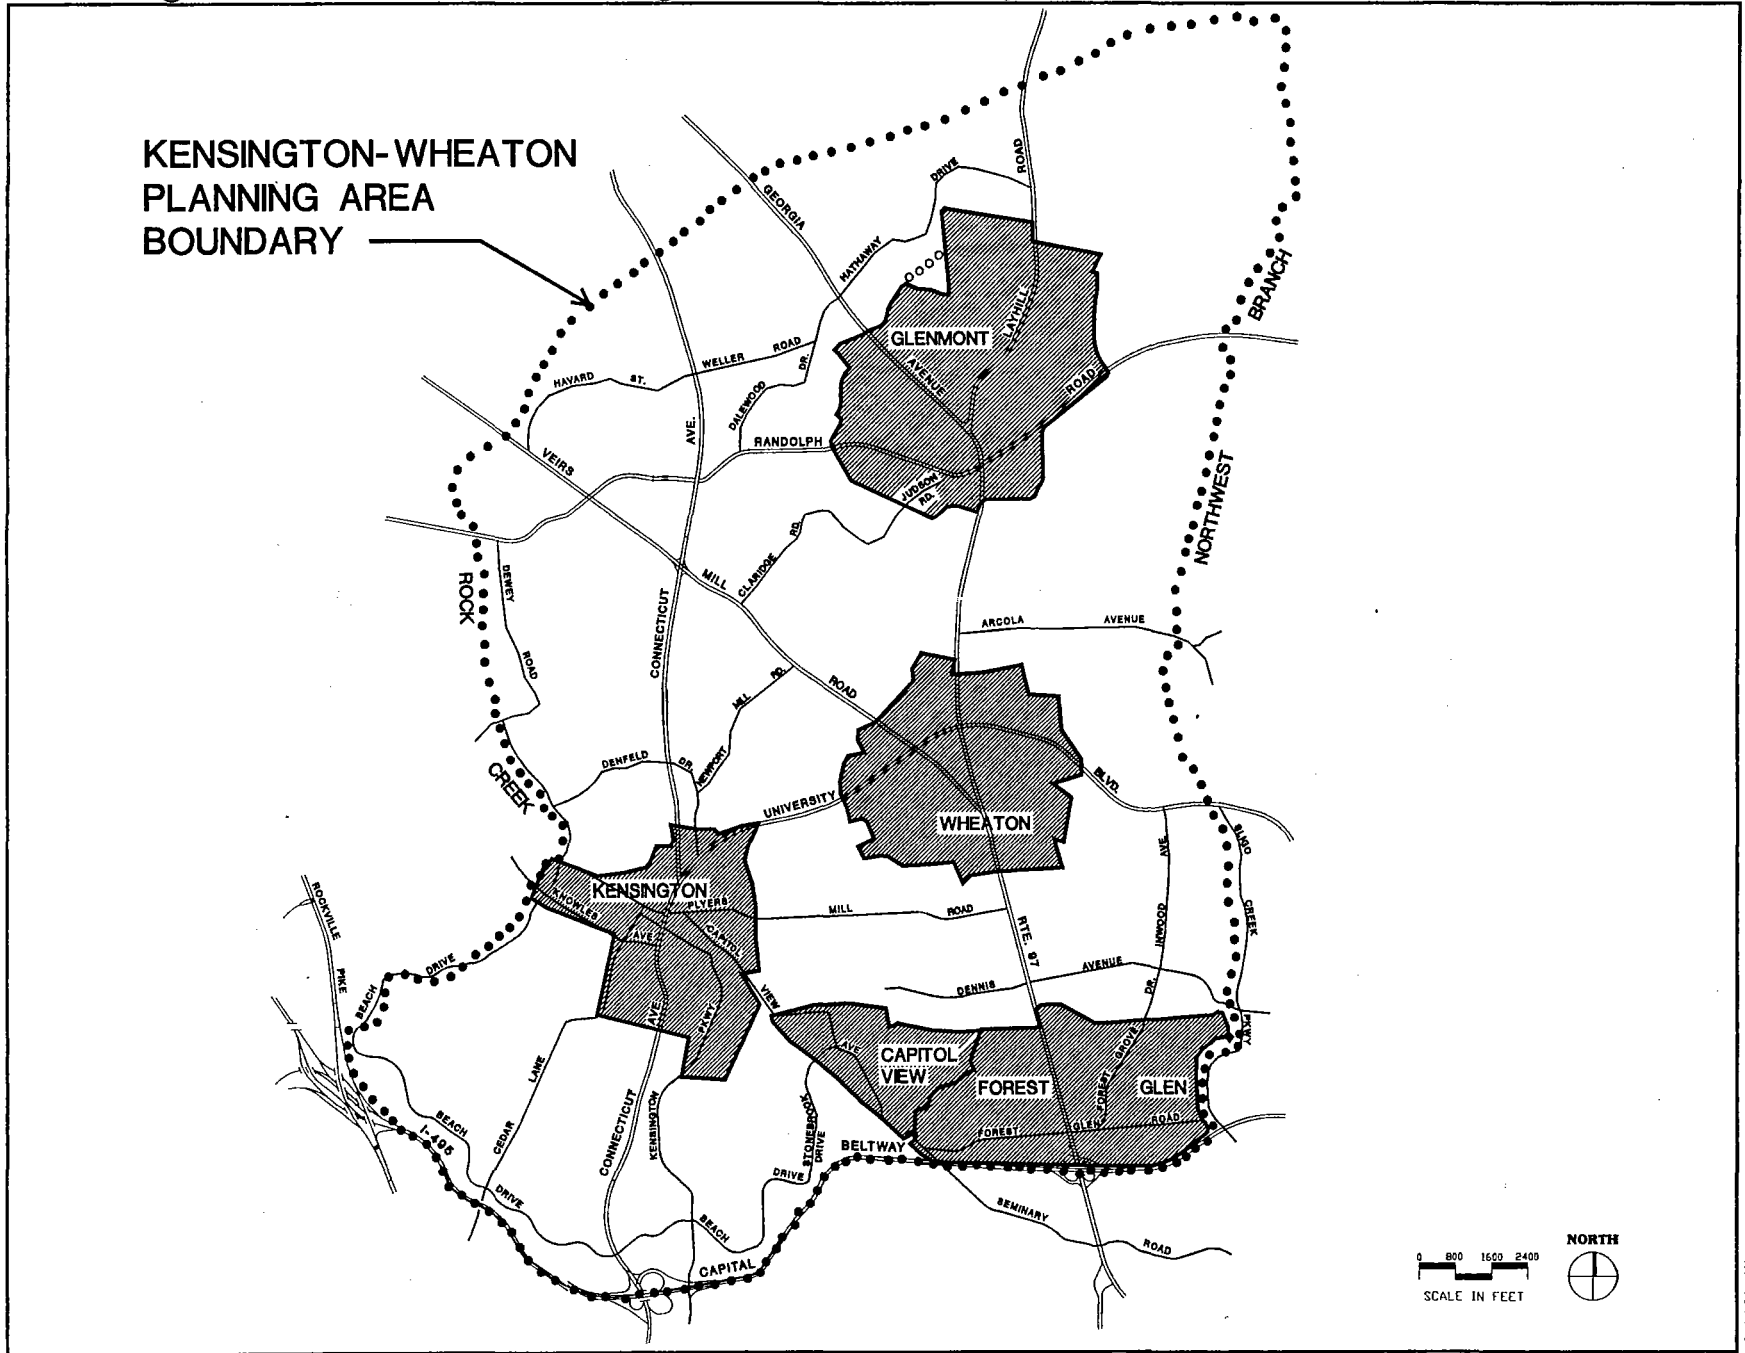 KENSINGTON-WHEATON
PLANNING AREA
BOUNDARY
GEORGIA
DRIVE
ROAD
HATHAWAY
BRANCH
LAYHILL
GLENMONT
AVENUE
ROAD
HAVARD ST.
WELLER ROAD
DALEWOOD DR.
AVE.
RANDOLPH
VEIRS
JUDSON
RD.
NORTHWEST
ROCK
DEWEY
ROAD
MILL
CLARIDGE RD.
CONNECTICUT
ARCOLA AVENUE
MILL RD.
ROAD
NEWPORT
DENFELD DR.
CREEK
UNIVERSITY
BLVD.
WHEATON
SLIGO
CREEK
PKWY
AVE
INWOOD
DR.
ROCKVILLE
PIKE
KENSINGTON
KNOWLES
AVE
PLYERS
MILL ROAD
CAPITOL
VIEW
AVE
RTE. 97
DENNIS AVENUE
BEACH
DRIVE
AVE
PKWY
CAPITOL
VIEW
FOREST GLEN
GROVE
FOREST
FOREST GLEN ROAD
LANE
CEDAR
CONNECTICUT
KENSINGTON
STONEBROOK
DRIVE
BELTWAY
BEACH
I-495
DRIVE
DRIVE
BEACH
CAPITAL
SEMINARY
ROAD
NORTH
0 800 1600 2400
SCALE IN FEET